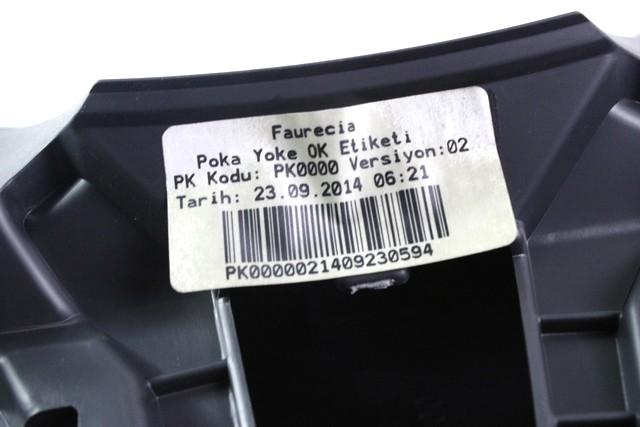 Faurecia
Poka Yoke OK Etiketi
PK Kodu: PK0000 Versiyon:02
Tarih: 23.09.2014 06:21
PK0000021409230594